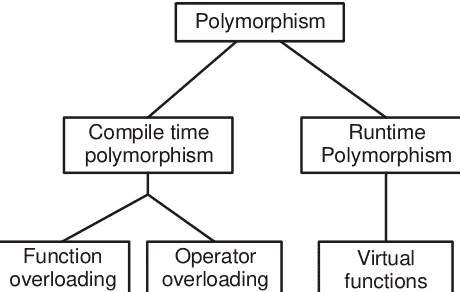 Polymorphism
Compile time
polymorphism
Runtime
Polymorphism
Function
overloading
Operator
overloading
Virtual
functions